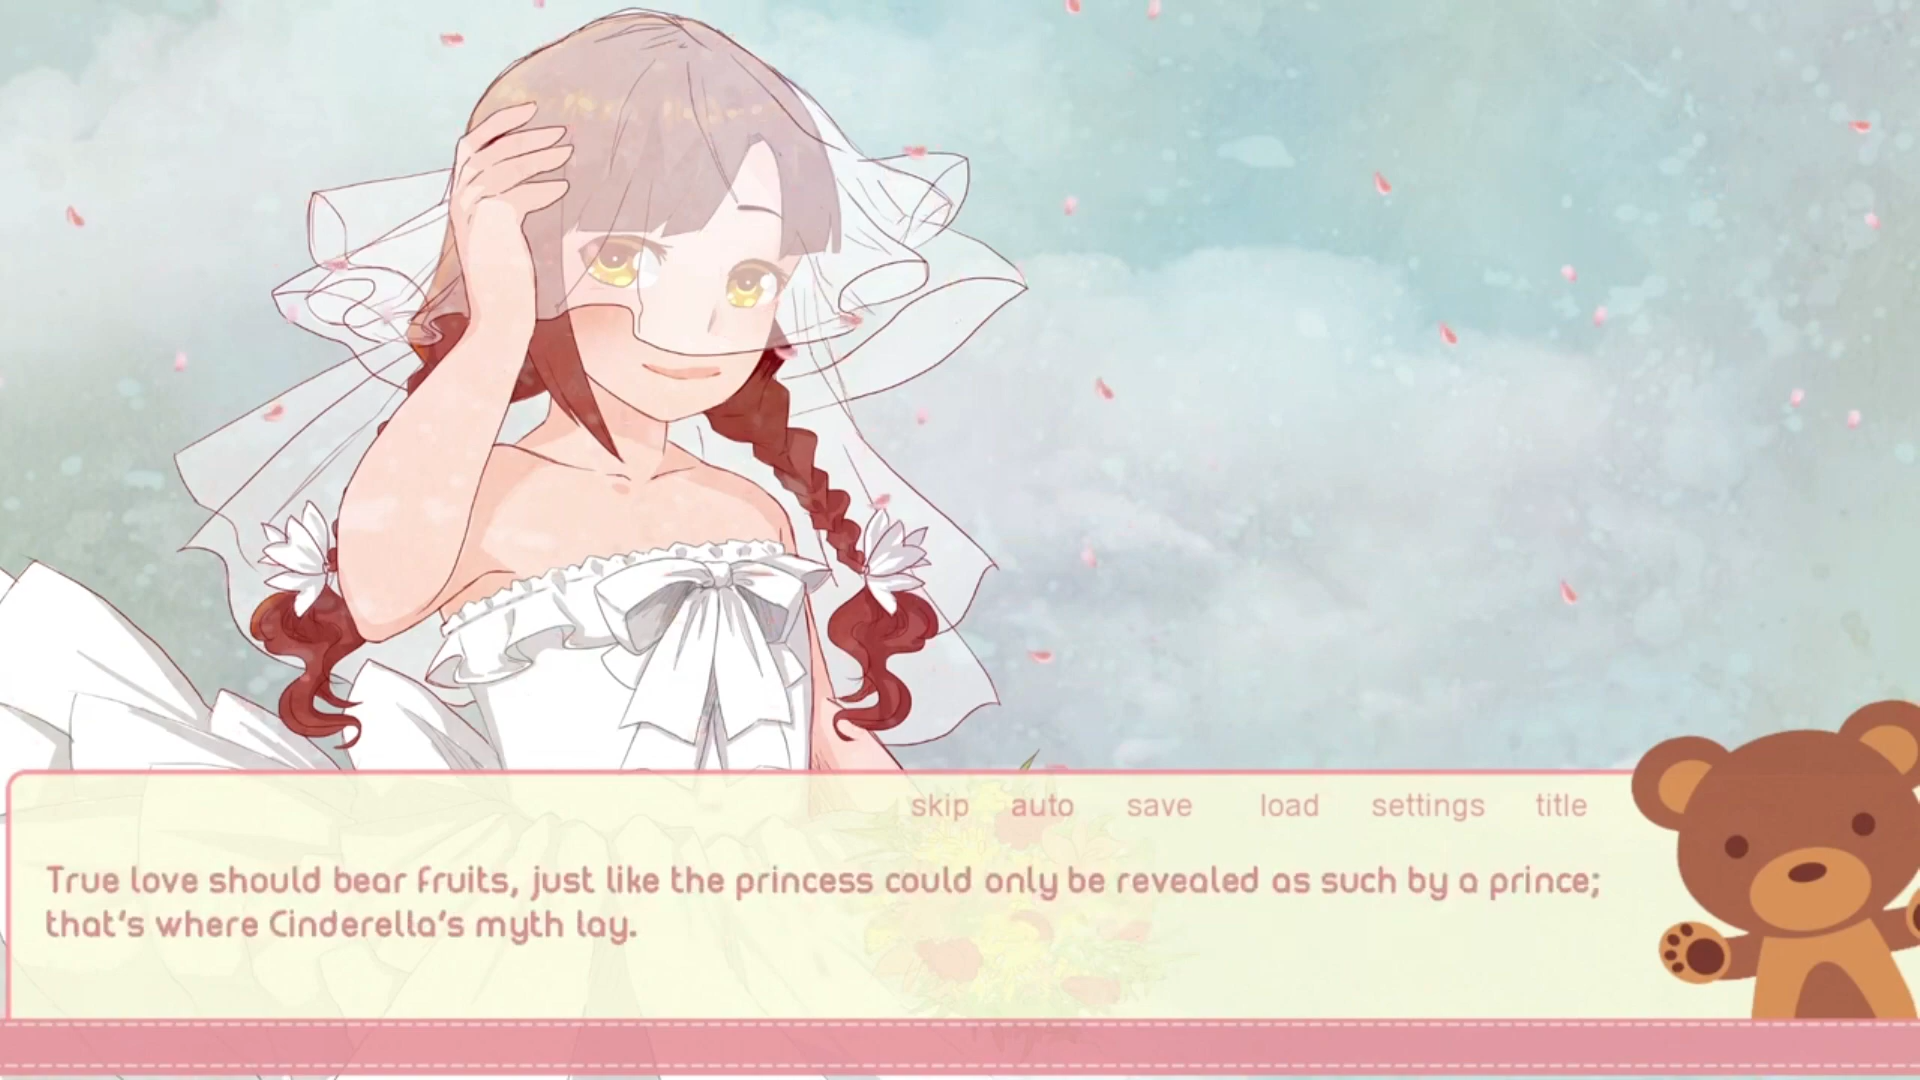 skip auto save load settings title
True love should bear fruits, just like the princess could only be revealed as such by a prince;
that's where Cinderella's myth lay.